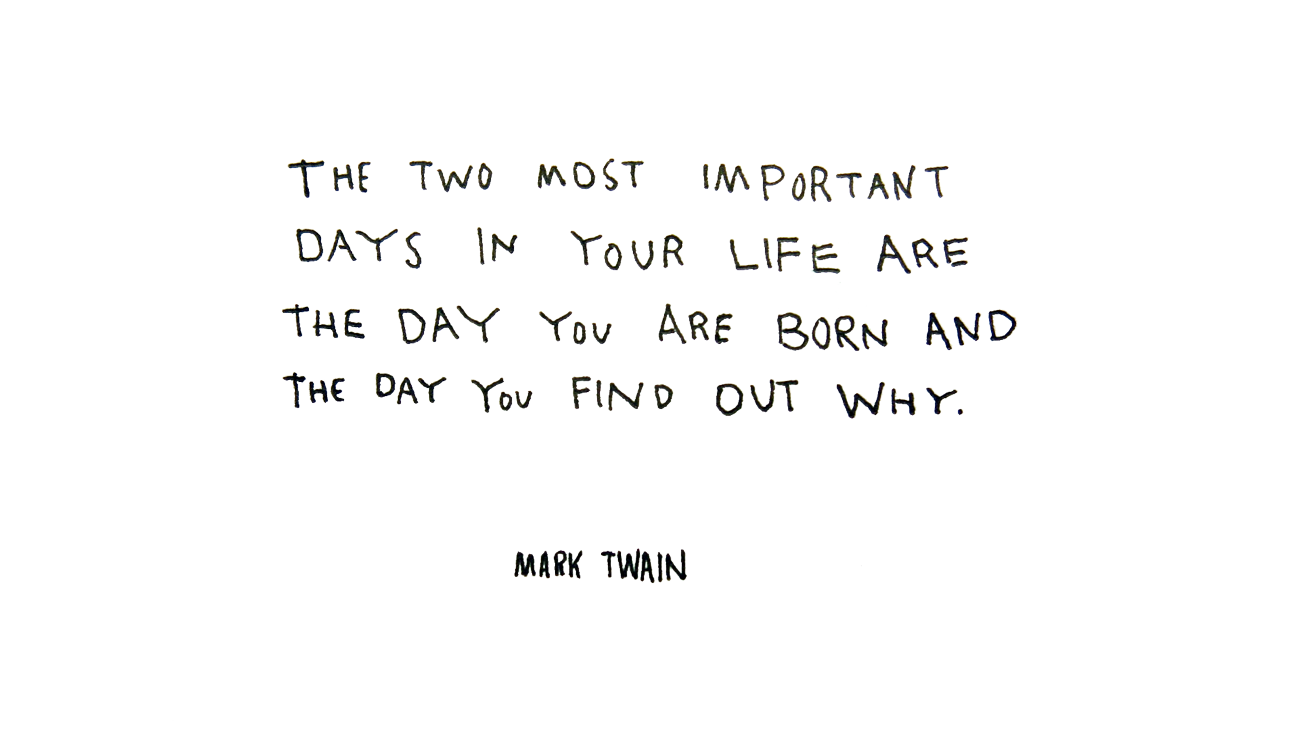 THE TWO MOST IMPORTANT
DAYS IN YOUR LIFE ARE
THE DAY YOU ARE BORN AND
THE DAY YOU FIND OUT WHY.
MARK TWAIN